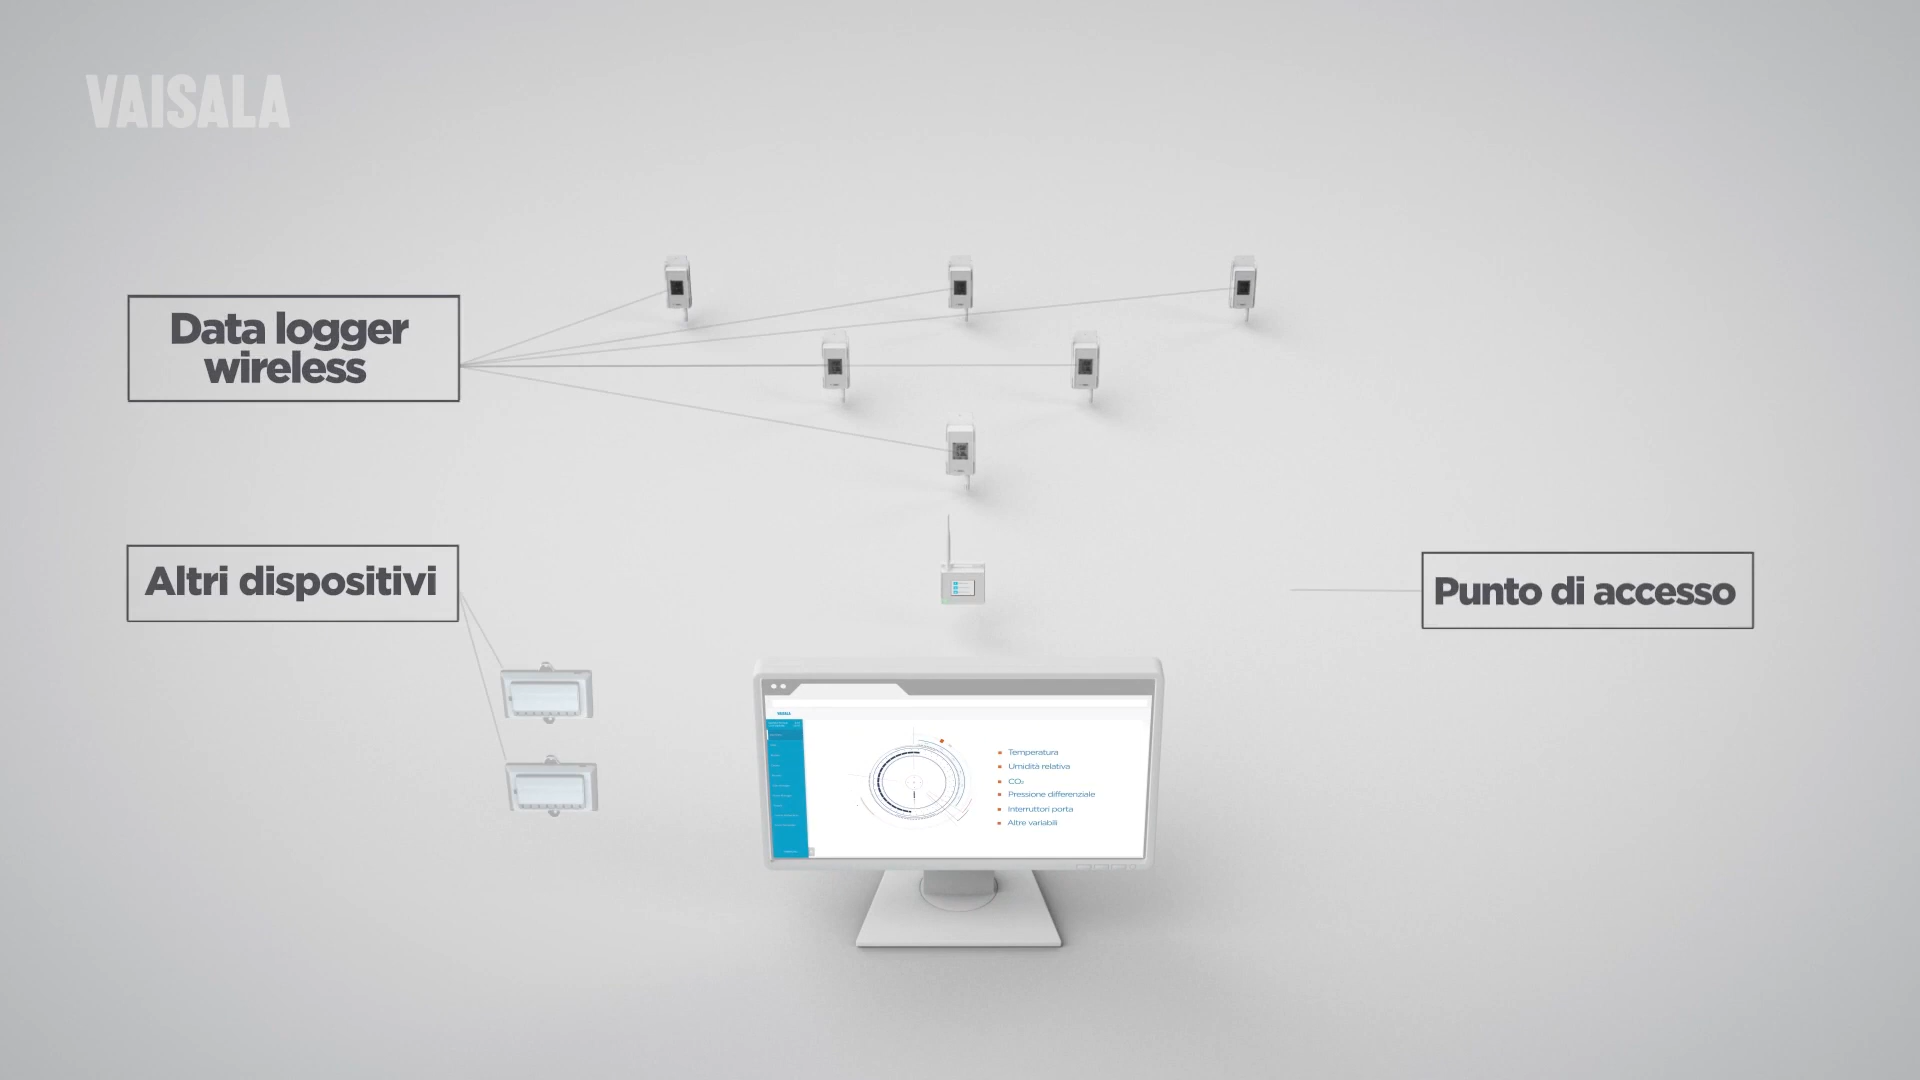 VAISALA
Data logger
wireless
Altri dispositivi
Punto di accesso
VAISALA
Temperatura
Umidità relativa
CO₂
Pressione differenziale
Interruttori porta
Altre variabili